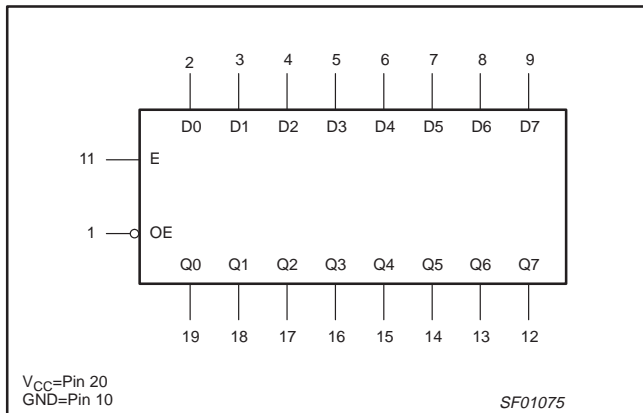 2 3 4 5 6 7 8 9
D0 D1 D2 D3 D4 D5 D6 D7
11 E
1 OE
Q0 Q1 Q2 Q3 Q4 Q5 Q6 Q7
19 18 17 16 15 14 13 12
VCC=Pin 20
GND=Pin 10
SF01075